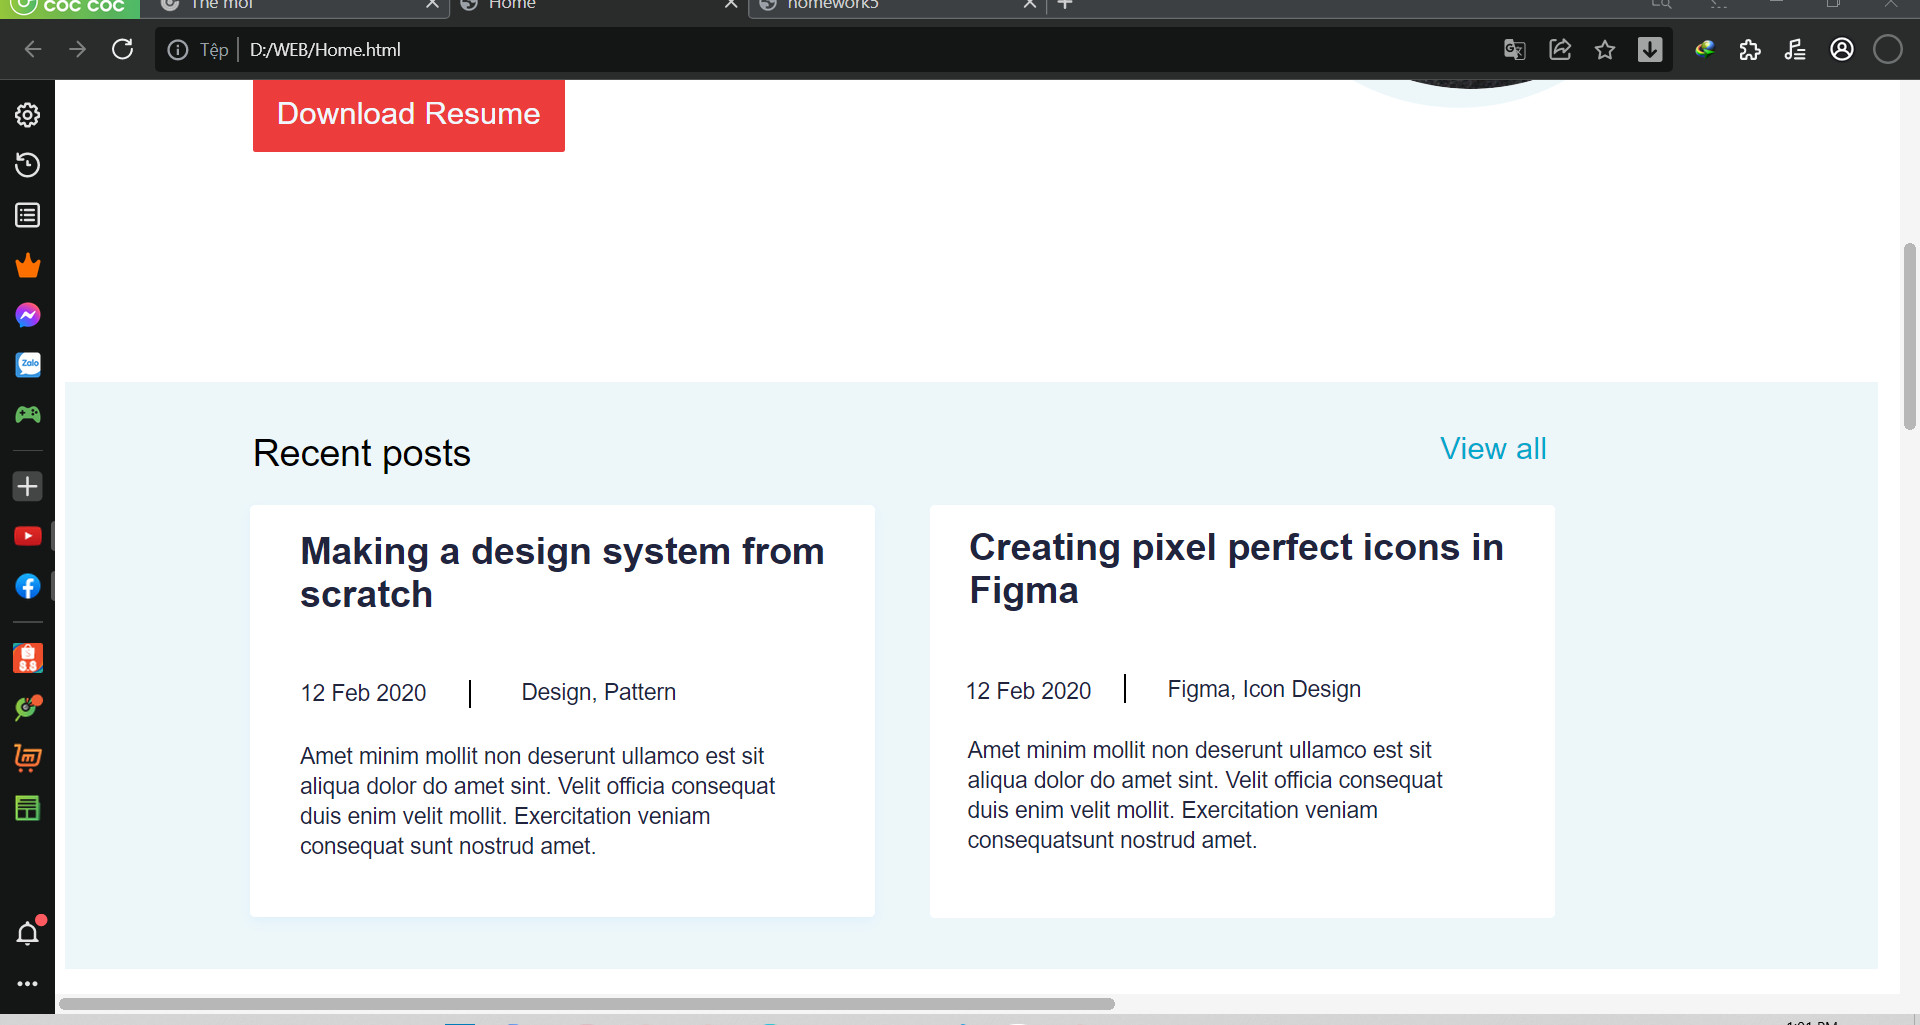 CỐC CỐC
Thẻ mới
Home
homework5
Tệp
D:/WEB/Home.html
Download Resume
Zalo
Recent posts
View all
Making a design system from
scratch
12 Feb 2020 | Design, Pattern
Amet minim mollit non deserunt ullamco est sit
aliqua dolor do amet sint. Velit officia consequat
duis enim velit mollit. Exercitation veniam
consequat sunt nostrud amet.
Creating pixel perfect icons in
Figma
12 Feb 2020 | Figma, Icon Design
Amet minim mollit non deserunt ullamco est sit
aliqua dolor do amet sint. Velit officia consequat
duis enim velit mollit. Exercitation veniam
consequatsunt nostrud amet.
8.8